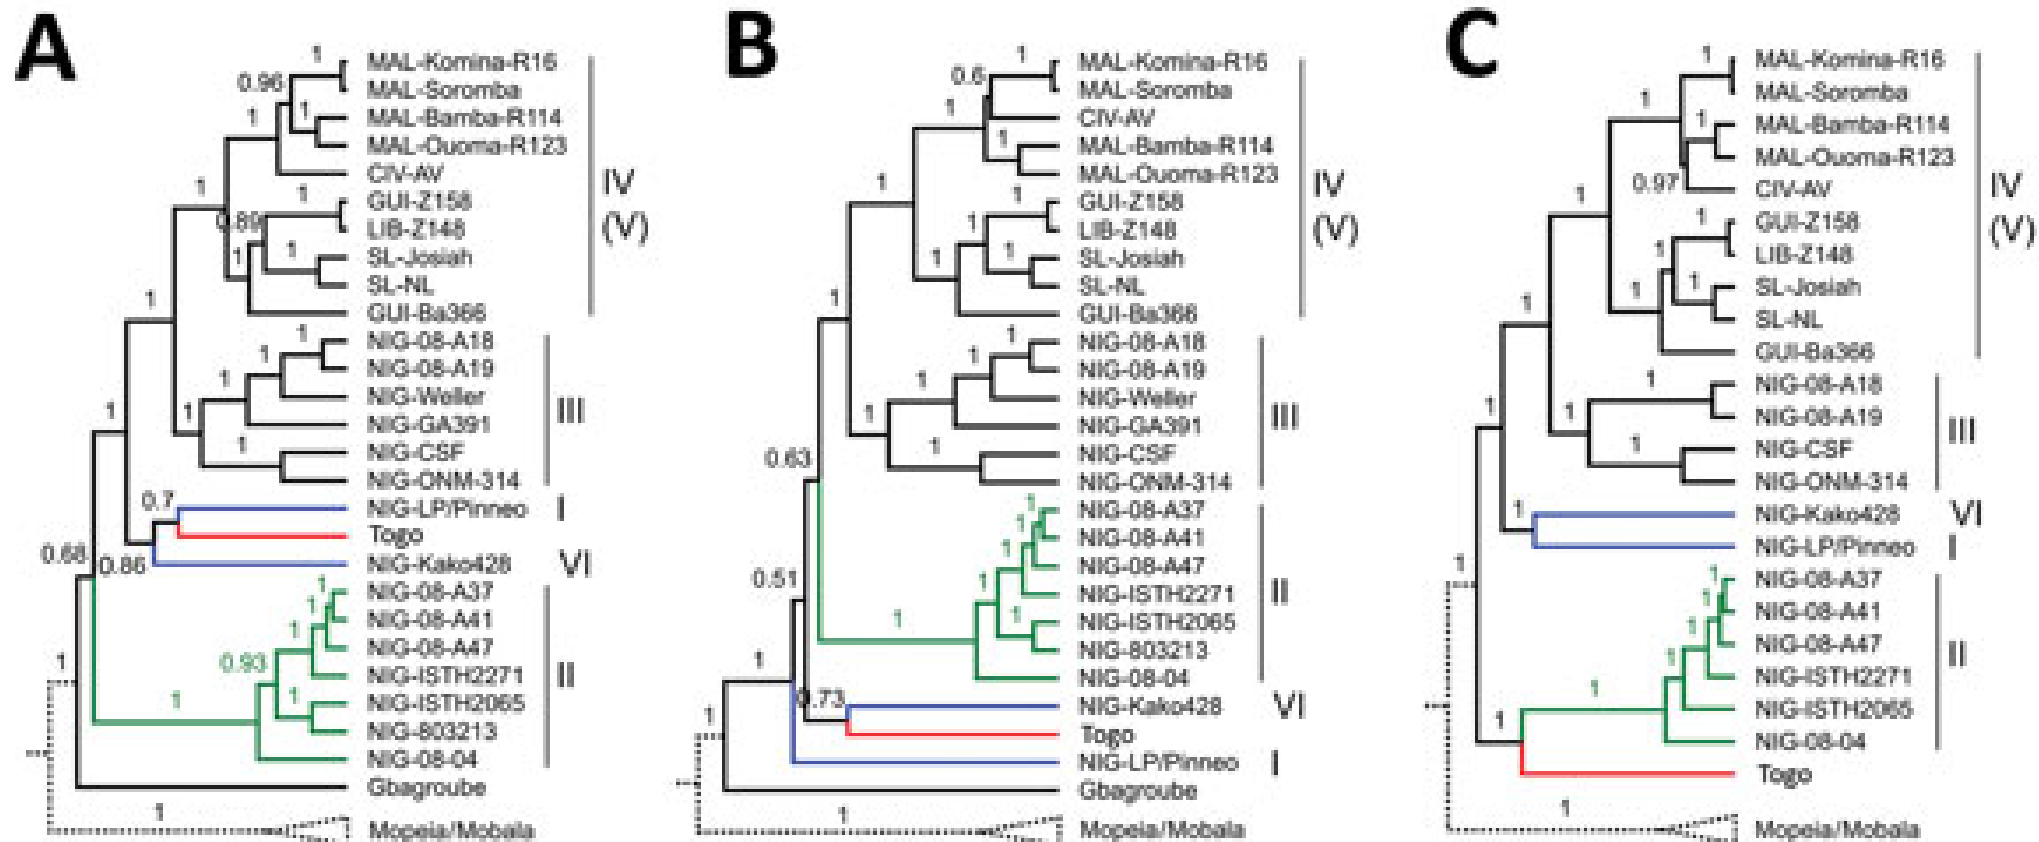 A
1
MAL-Komina-R16
0.96
MAL-Soromba
1
1
MAL-Bamba-R114
MAL-Ouoma-R123
CIV-AV
IV
(V)
1
1
GUI-Z158
0.89
LIB-Z148
1
1
SL-Josiah
SL-NL
GUI-Ba366
1
1
NIG-08-A18
1
NIG-08-A19
1
NIG-Weller
III
1
1
NIG-GA391
1
NIG-CSF
NIG-ONM-314
0.7
NIG-LP/Pinneo
I
Togo
0.68
0.86
NIG-Kako428
VI
1
NIG-08-A37
1
NIG-08-A41
1
NIG-08-A47
0.93
NIG-ISTH2271
II
1
1
NIG-ISTH2065
NIG-803213
NIG-08-04
1
Gbagroube
1
Mopeia/Mobala
B
1
MAL-Komina-R16
0.6
MAL-Soromba
1
CIV-AV
1
MAL-Bamba-R114
MAL-Ouoma-R123
IV
(V)
1
1
GUI-Z158
1
LIB-Z148
1
1
SL-Josiah
SL-NL
1
GUI-Ba366
1
NIG-08-A18
1
NIG-08-A19
1
NIG-Weller
III
1
NIG-GA391
1
NIG-CSF
0.63
NIG-ONM-314
1
NIG-08-A37
1
NIG-08-A41
1
NIG-08-A47
0.51
1
NIG-ISTH2271
II
1
1
NIG-ISTH2065
NIG-803213
1
NIG-08-04
0.73
NIG-Kako428
VI
1
Togo
NIG-LP/Pinneo
I
Gbagroube
1
Mopeia/Mobala
C
1
MAL-Komina-R16
1
MAL-Soromba
1
MAL-Bamba-R114
MAL-Ouoma-R123
0.97
CIV-AV
IV
(V)
1
1
GUI-Z158
1
LIB-Z148
1
1
SL-Josiah
SL-NL
1
GUI-Ba366
1
NIG-08-A18
1
1
NIG-08-A19
III
1
NIG-CSF
NIG-ONM-314
1
NIG-Kako428
VI
NIG-LP/Pinneo
I
1
1
NIG-08-A37
1
NIG-08-A41
1
NIG-08-A47
1
NIG-ISTH2271
II
1
NIG-ISTH2065
1
NIG-08-04
Togo
1
Mopeia/Mobala